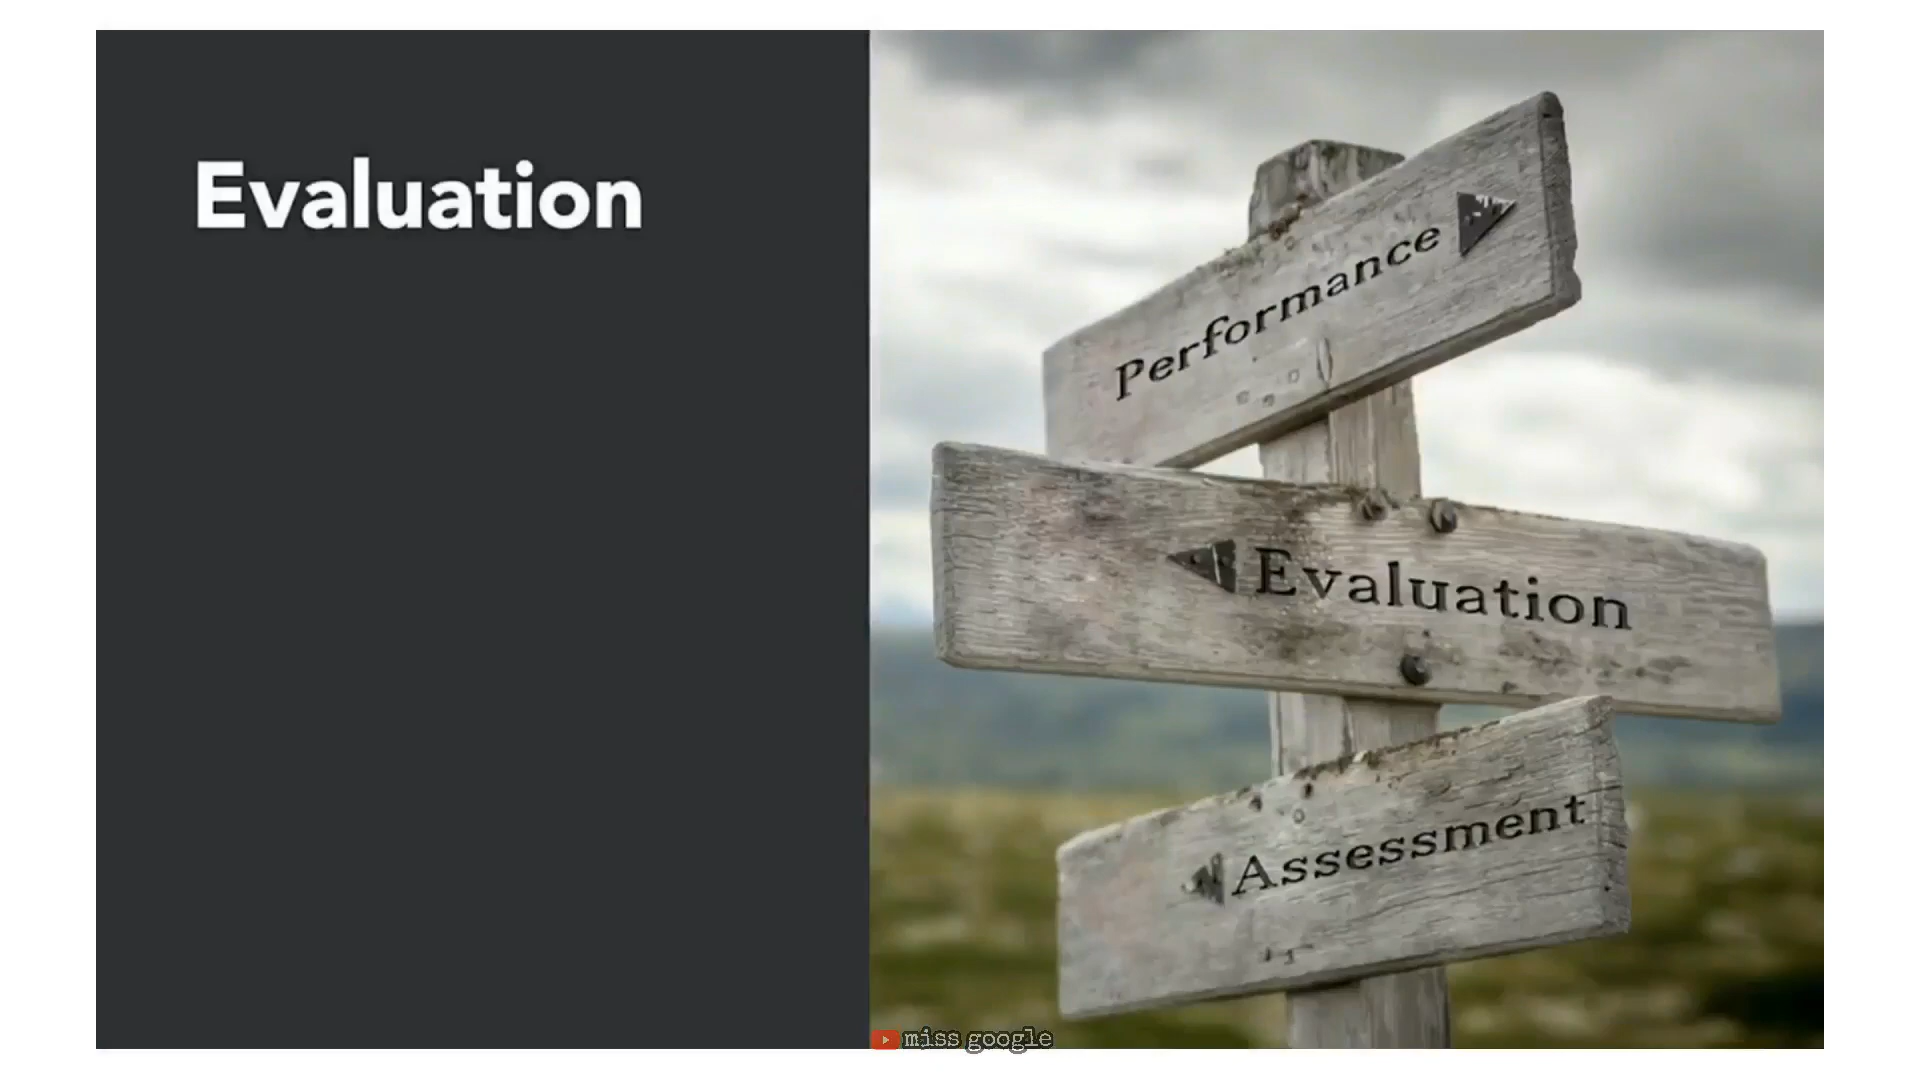 Evaluation
Performance
Evaluation
Assessment
miss google